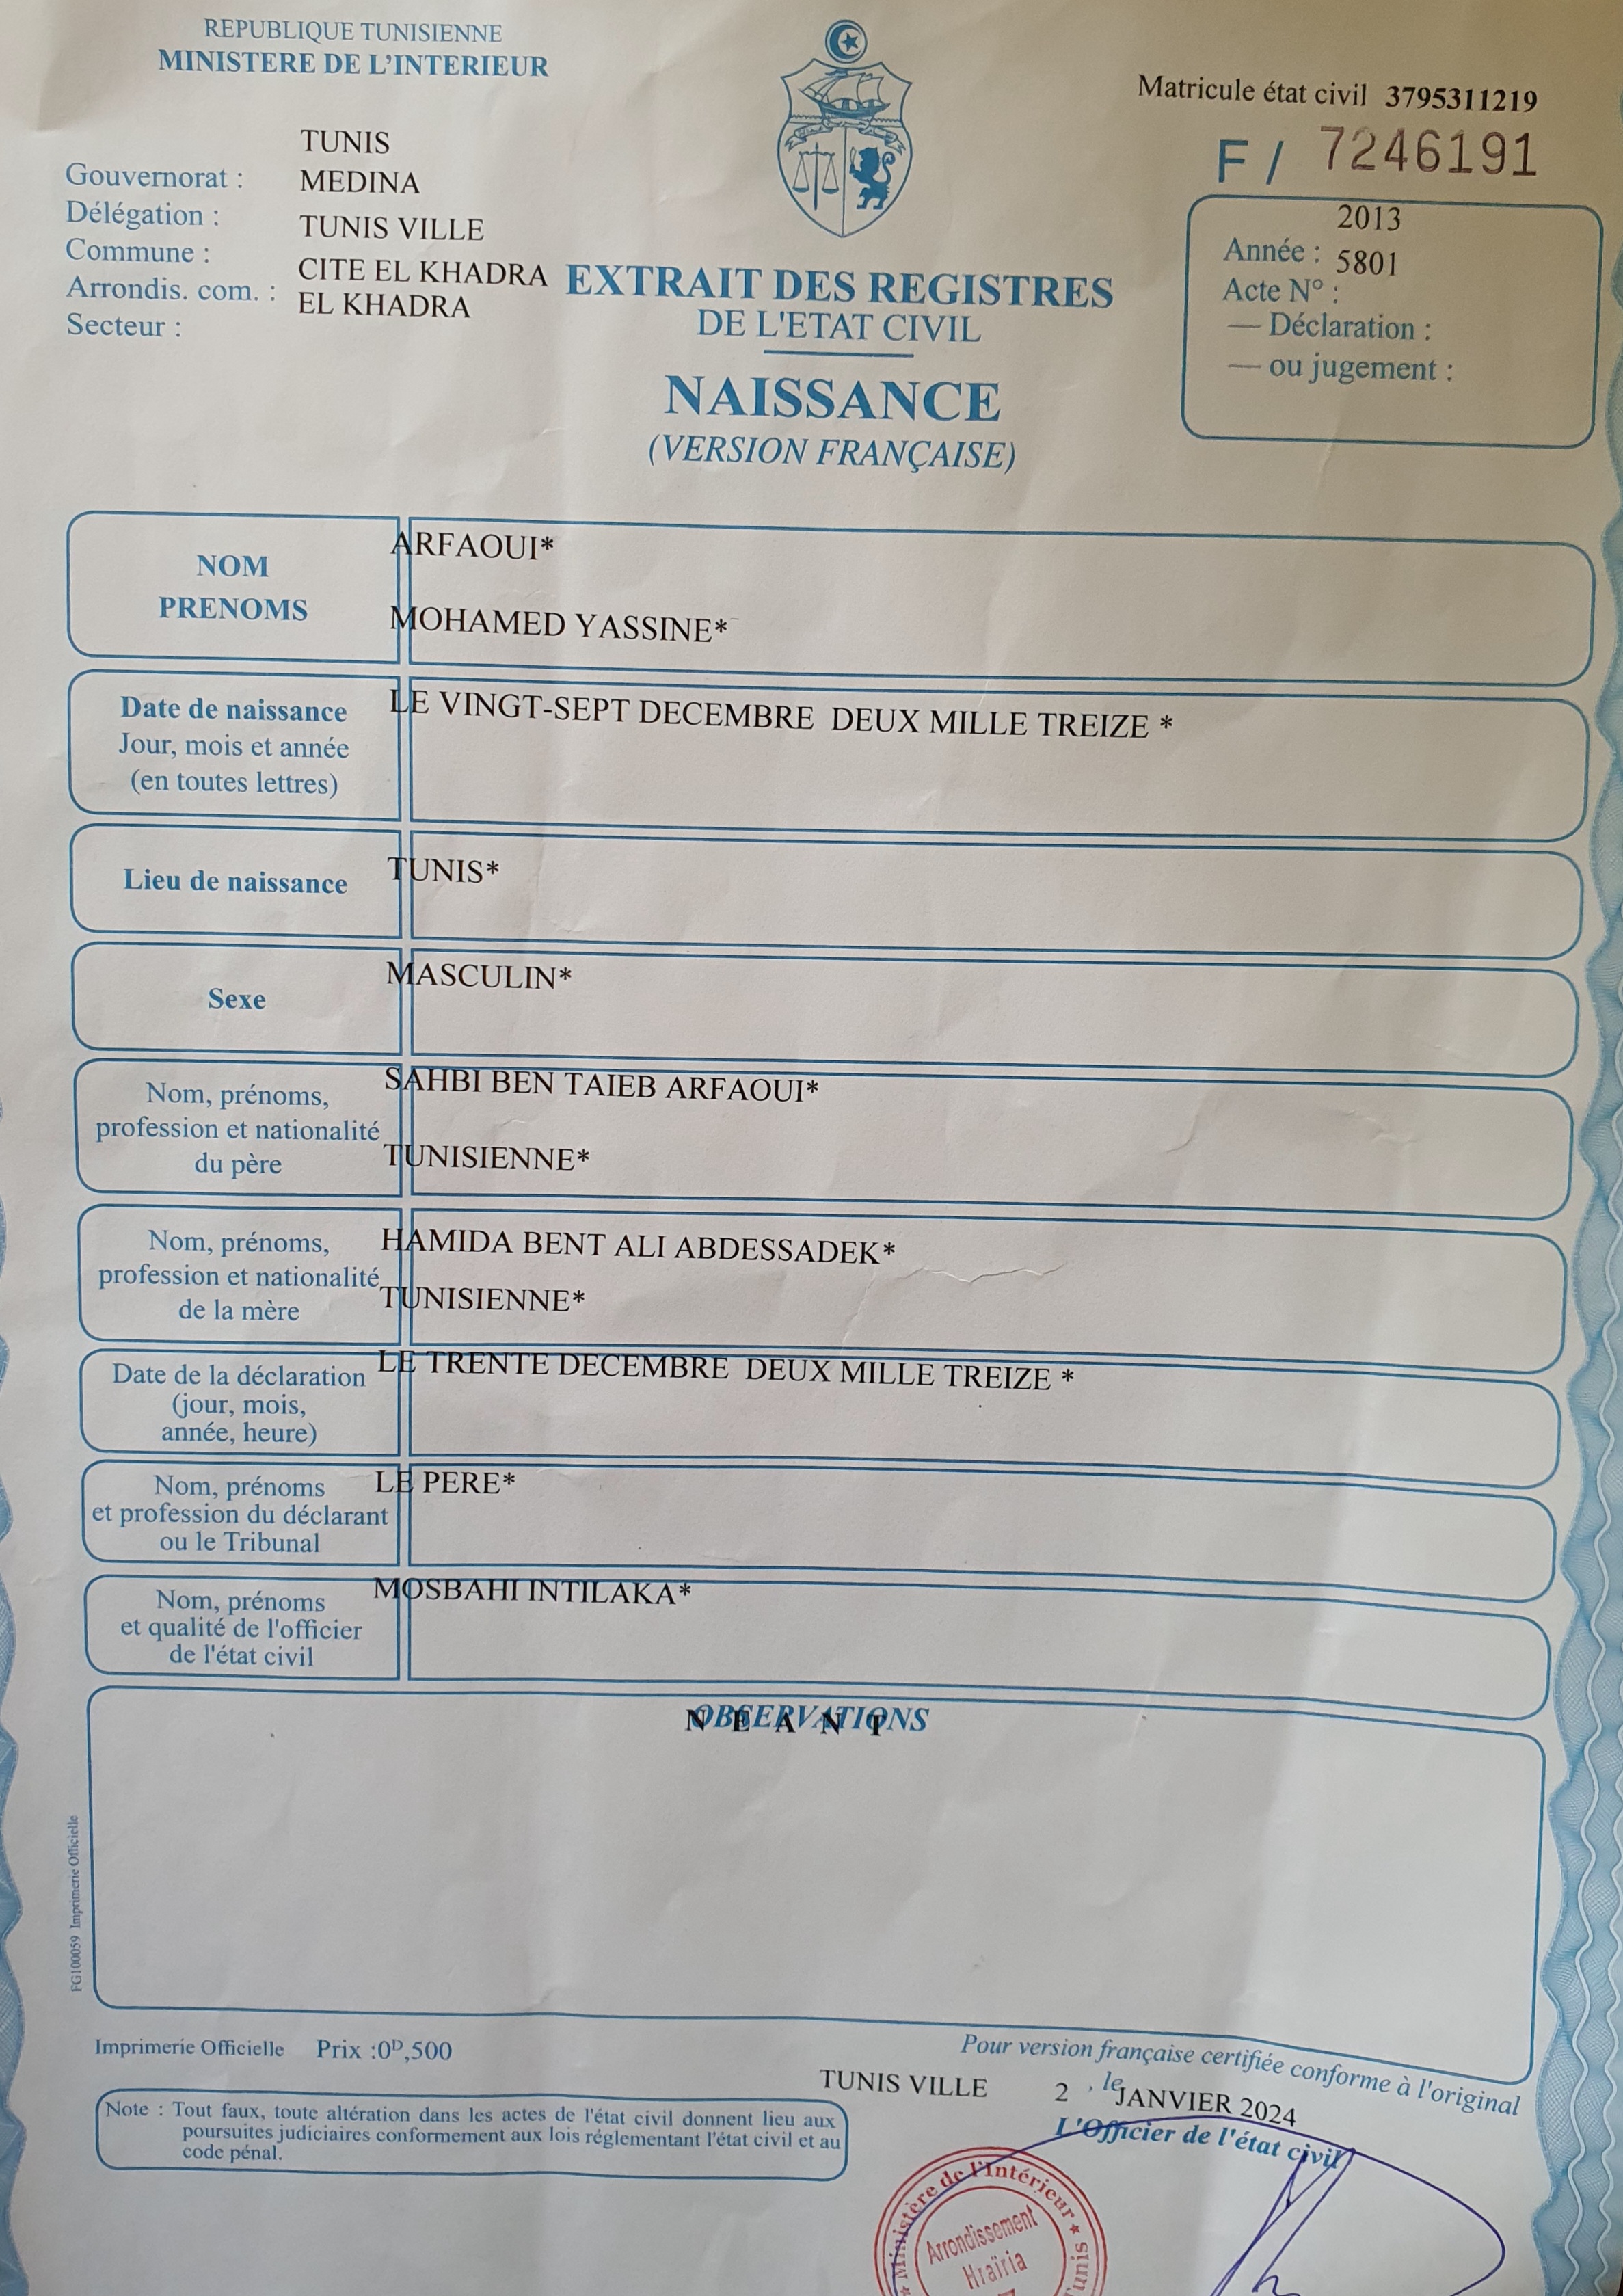 REPUBLIQUE TUNISIENNE
MINISTERE DE L'INTERIEUR
Matricule état civil 3795311219
F / 7246191
TUNIS
Gouvernorat : MEDINA
Délégation : TUNIS VILLE
Commune : CITE EL KHADRA
Arrondis. com. : EL KHADRA
Secteur :
2013
Année : 5801
Acte N° :
— Déclaration :
— ou jugement :
EXTRAIT DES REGISTRES
DE L'ETAT CIVIL
NAISSANCE
(VERSION FRANÇAISE)
NOM ARFAOUI*
PRENOMS MOHAMED YASSINE*
Date de naissance LE VINGT-SEPT DECEMBRE DEUX MILLE TREIZE *
Jour, mois et année
(en toutes lettres)
Lieu de naissance TUNIS*
Sexe MASCULIN*
Nom, prénoms, SAHBI BEN TAIEB ARFAOUI*
profession et nationalité
du père TUNISIENNE*
Nom, prénoms, HAMIDA BENT ALI ABDESSADEK*
profession et nationalité
de la mère TUNISIENNE*
Date de la déclaration LE TRENTE DECEMBRE DEUX MILLE TREIZE *
(jour, mois,
année, heure)
Nom, prénoms LE PERE*
et profession du déclarant
ou le Tribunal
Nom, prénoms MOSBAHI INTILAKA*
et qualité de l'officier
de l'état civil
OBSERVATIONS
N E A N T
FG100059 Imprimerie Officielle
Imprimerie Officielle Prix :0D,500
Pour version française certifiée conforme à l'original
TUNIS VILLE 2 , le JANVIER 2024
L'Officier de l'état civil
Note : Tout faux, toute altération dans les actes de l'état civil donnent lieu aux
poursuites judiciaires conformement aux lois réglementant l'état civil et au
code pénal.
★ Ministère de l'Intérieur ★ Tunis
Arrondissement
Hraïria